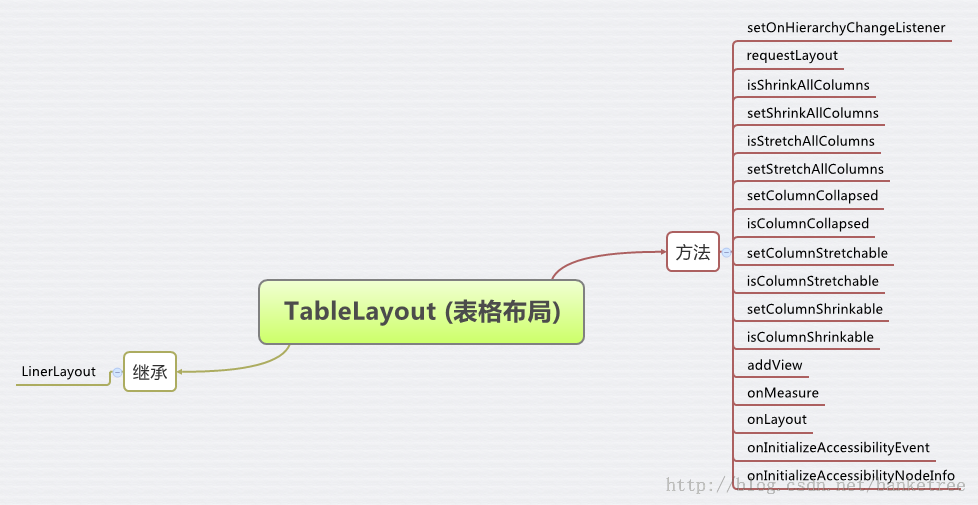 setOnHierarchyChangeListener
requestLayout
isShrinkAllColumns
setShrinkAllColumns
isStretchAllColumns
setStretchAllColumns
setColumnCollapsed
isColumnCollapsed
方法
setColumnStretchable
isColumnStretchable
TableLayout (表格布局)
setColumnShrinkable
isColumnShrinkable
addView
LinerLayout
继承
onMeasure
onLayout
onInitializeAccessibilityEvent
onInitializeAccessibilityNodeInfo
http://blog.csdn.net/banketree